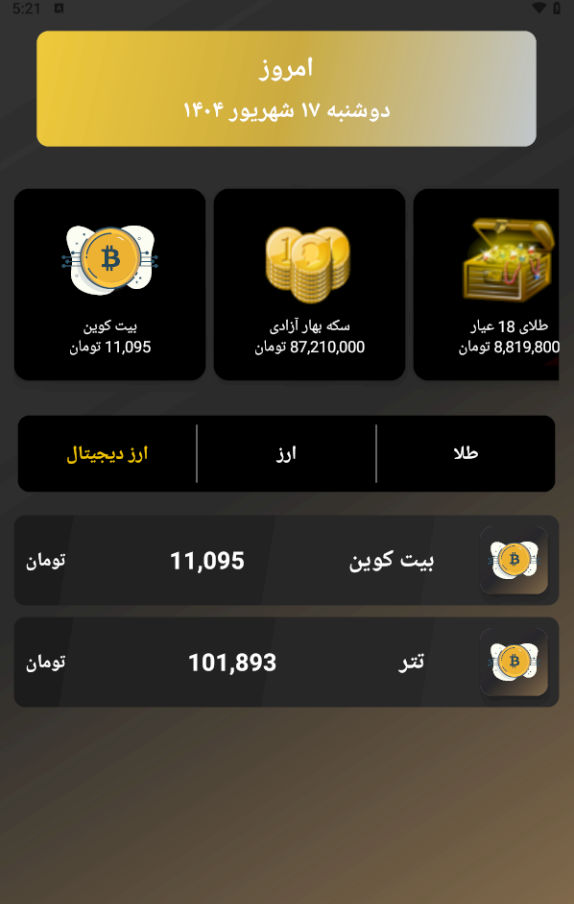 5:21
امروز
دوشنبه ۱۷ شهریور ۱۴۰۴
طلای 18 عیار
8,819,800 تومان
سکه بهار آزادی
87,210,000 تومان
بیت کوین
11,095 تومان
طلا
ارز
ارز دیجیتال
بیت کوین 11,095 تومان
تتر 101,893 تومان